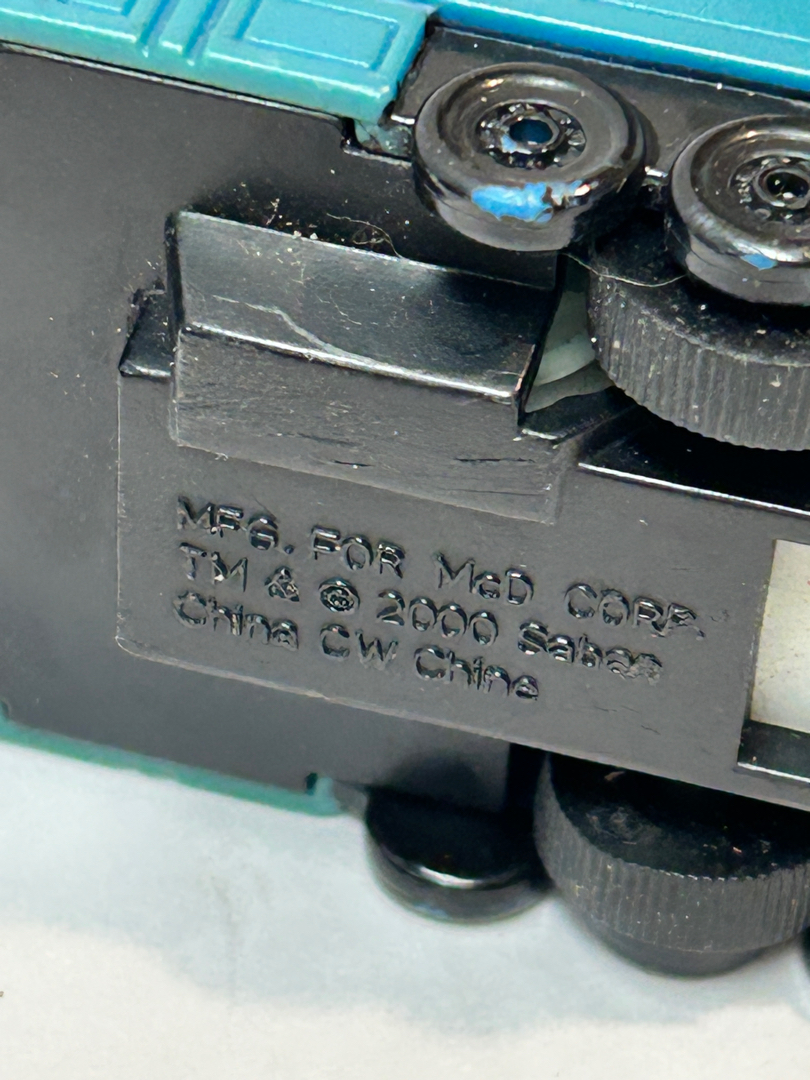 MFG. FOR McD CORP.
TM & © 2000 Saban
China CW Chine